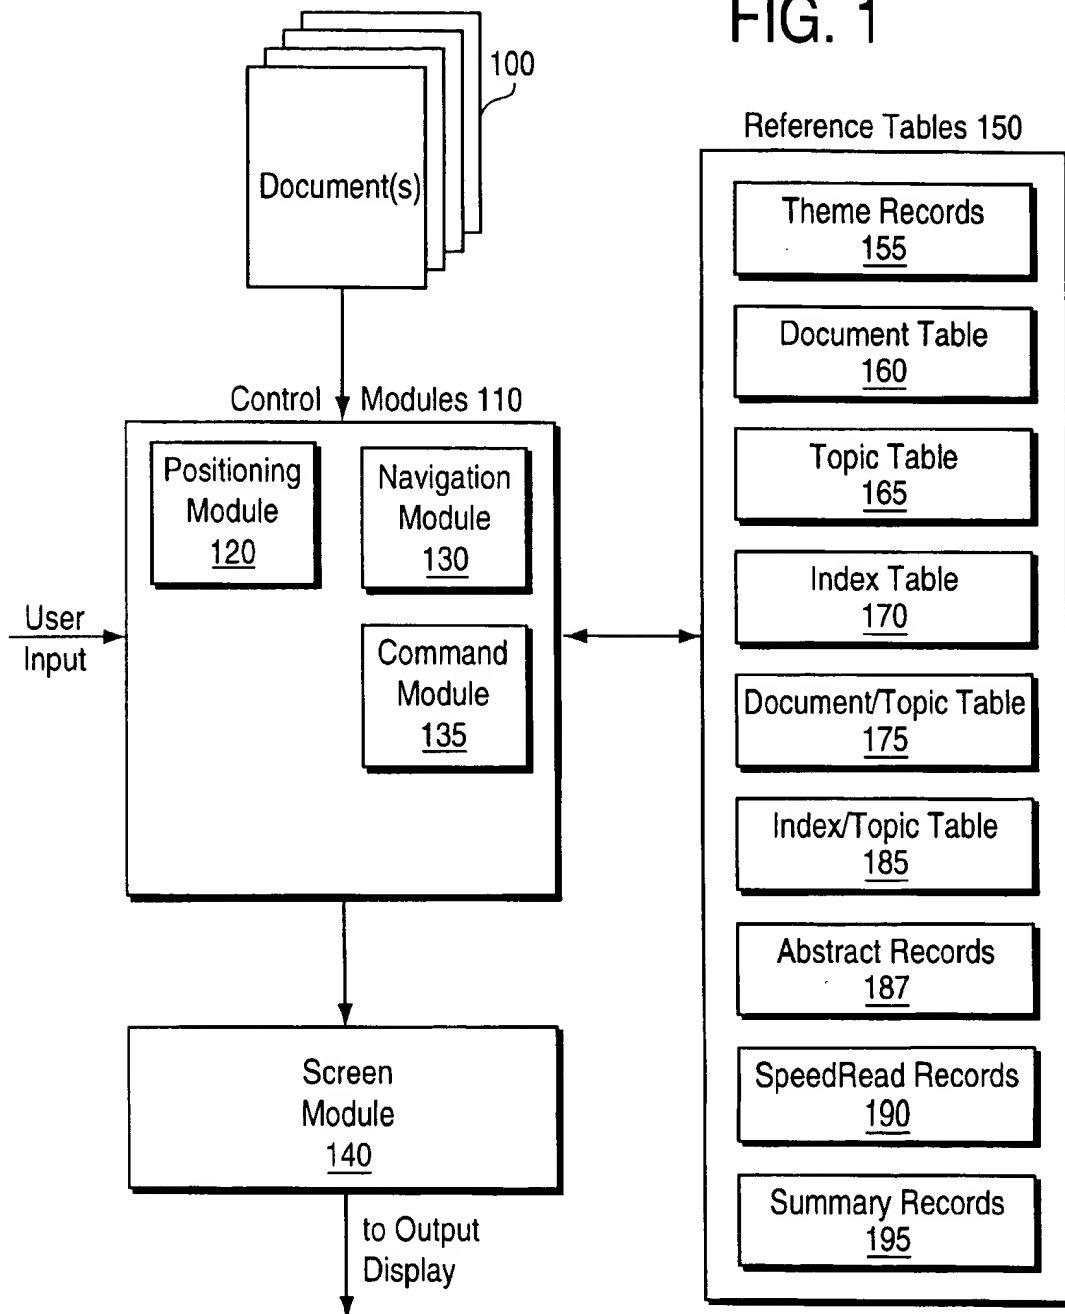 FIG. 1
100
Document(s)
Reference Tables 150
Theme Records
155
Document Table
160
Control Modules 110
Positioning
Module
120
Navigation
Module
130
Topic Table
165
Index Table
170
User
Input
Command
Module
135
Document/Topic Table
175
Index/Topic Table
185
Abstract Records
187
Screen
Module
140
SpeedRead Records
190
Summary Records
195
to Output
Display